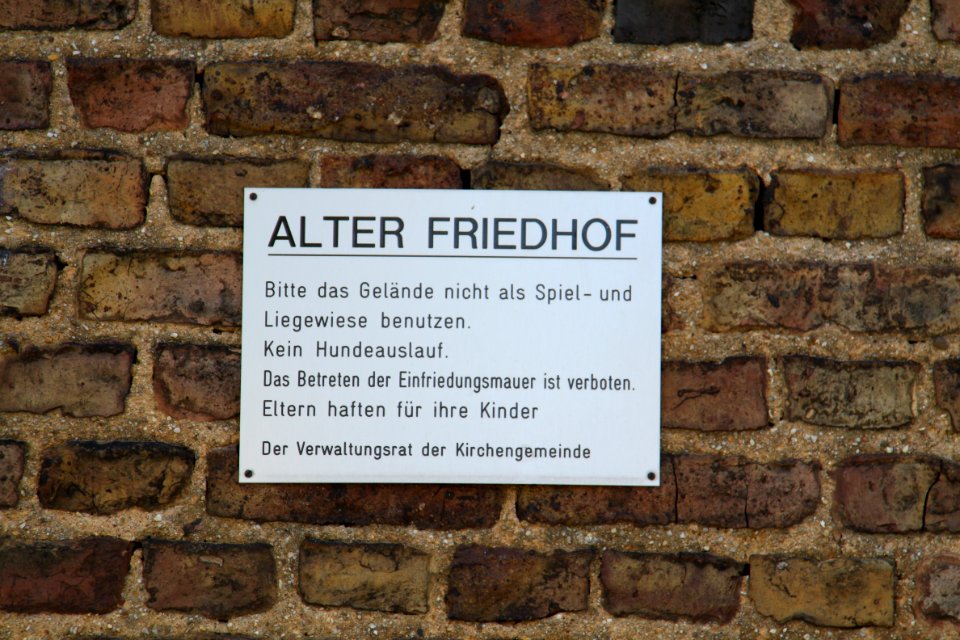 ALTER FRIEDHOF
Bitte das Gelände nicht als Spiel- und
Liegewiese benutzen.
Kein Hundeauslauf.
Das Betreten der Einfriedungsmauer ist verboten.
Eltern haften für ihre Kinder
Der Verwaltungsrat der Kirchengemeinde